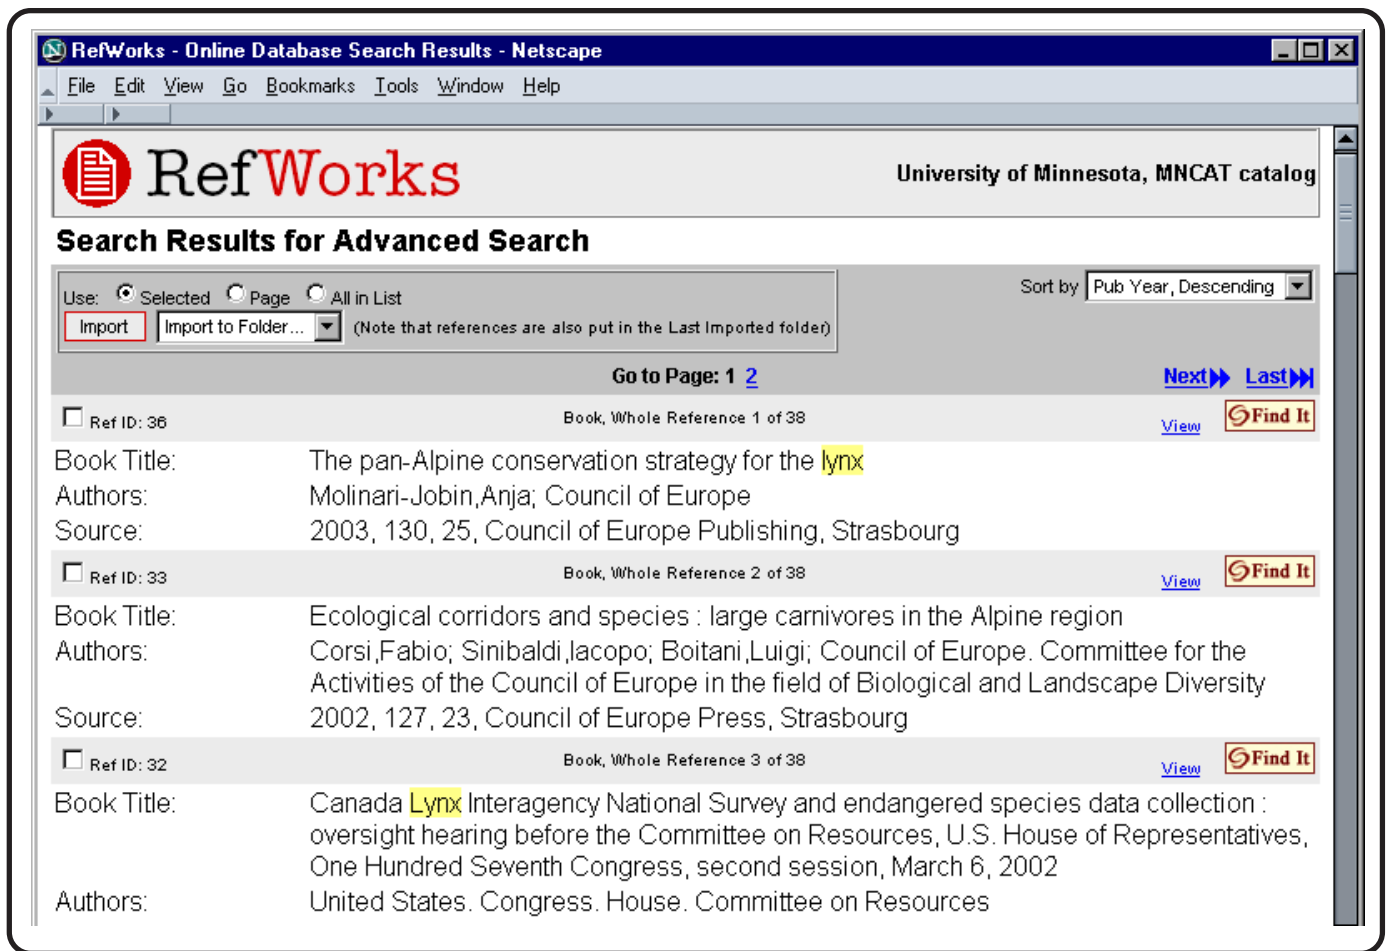 RefWorks - Online Database Search Results - Netscape
File Edit View Go Bookmarks Tools Window Help
RefWorks
University of Minnesota, MNCAT catalog
Search Results for Advanced Search
Use: Selected Page All in List
Sort by Pub Year, Descending
Import Import to Folder... (Note that references are also put in the Last Imported folder)
Go to Page: 1 2 Next Last
Ref ID: 36 Book, Whole Reference 1 of 38 View Find It
Book Title: The pan-Alpine conservation strategy for the lynx
Authors: Molinari-Jobin,Anja; Council of Europe
Source: 2003, 130, 25, Council of Europe Publishing, Strasbourg
Ref ID: 33 Book, Whole Reference 2 of 38 View Find It
Book Title: Ecological corridors and species : large carnivores in the Alpine region
Authors: Corsi,Fabio; Sinibaldi,Iacopo; Boitani,Luigi; Council of Europe. Committee for the
Activities of the Council of Europe in the field of Biological and Landscape Diversity
Source: 2002, 127, 23, Council of Europe Press, Strasbourg
Ref ID: 32 Book, Whole Reference 3 of 38 View Find It
Book Title: Canada Lynx Interagency National Survey and endangered species data collection :
oversight hearing before the Committee on Resources, U.S. House of Representatives,
One Hundred Seventh Congress, second session, March 6, 2002
Authors: United States. Congress. House. Committee on Resources